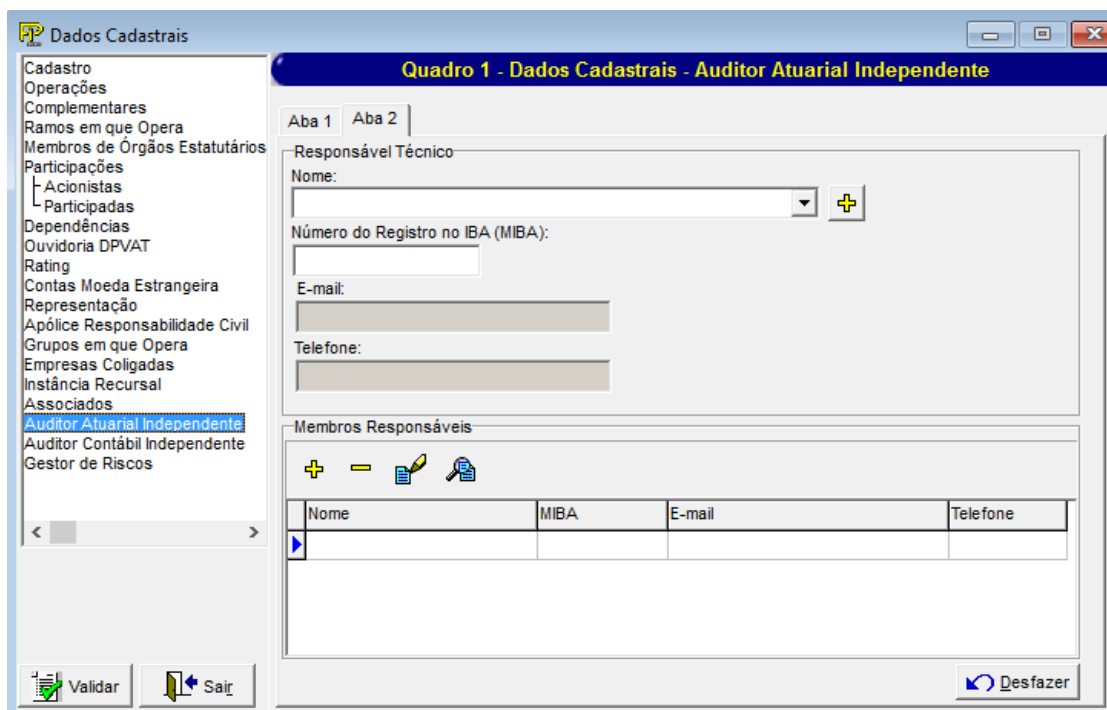 Dados Cadastrais
Cadastro
Operações
Complementares
Ramos em que Opera
Membros de Órgãos Estatutários
Participações
Acionistas
Participadas
Dependências
Ouvidoria DPVAT
Rating
Contas Moeda Estrangeira
Representação
Apólice Responsabilidade Civil
Grupos em que Opera
Empresas Coligadas
Instância Recursal
Associados
Auditor Atuarial Independente
Auditor Contábil Independente
Gestor de Riscos
Validar
Sair
Quadro 1 - Dados Cadastrais - Auditor Atuarial Independente
Aba 1 Aba 2
Responsável Técnico
Nome:
Número do Registro no IBA (MIBA):
E-mail:
Telefone:
Membros Responsáveis
Nome MIBA E-mail Telefone
Desfazer